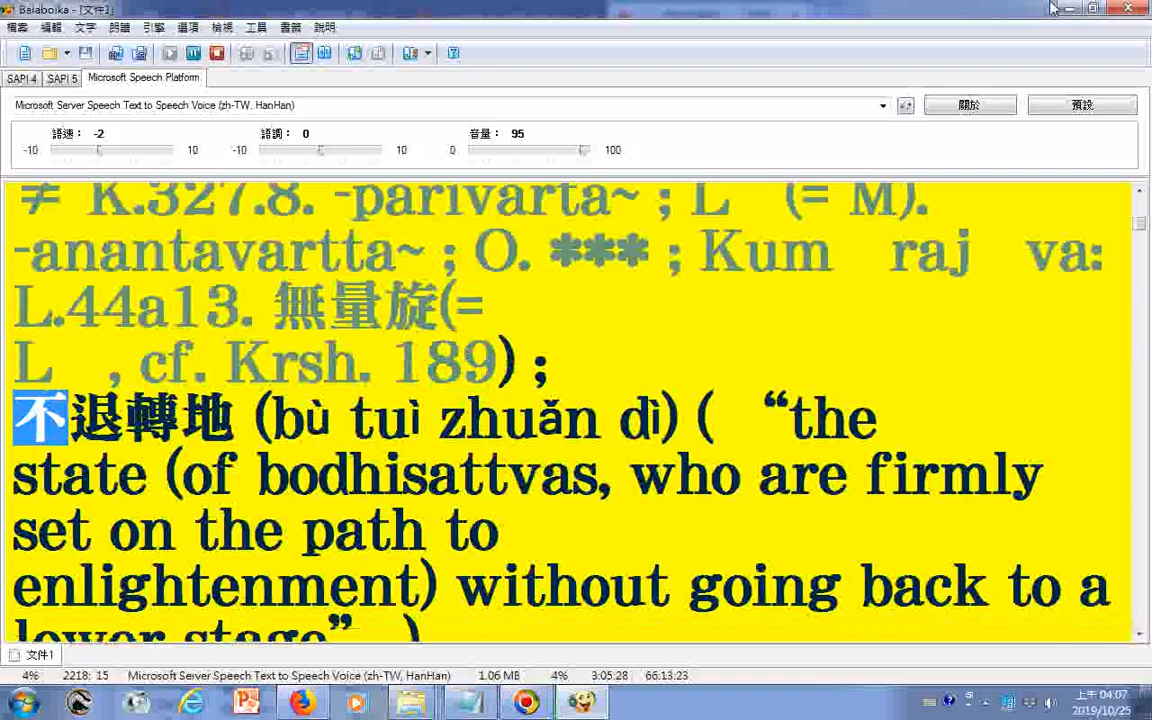 Balabolka - [文件1]
檔案 編輯 文字 朗讀 引擎 選項 檢視 工具 書籤 說明
SAPI 4 SAPI 5 Microsoft Speech Platform
Microsoft Server Speech Text to Speech Voice (zh-TW, HanHan) 關於 預設
語速： -2 語調： 0 音量： 95
-10 10 -10 10 0 100
≠ K.327.8. -parivarta~ ; L (= M).
-anantavartta~ ; O. *** ; Kum raj va:
L.44a13. 無量旋(=
L , cf. Krsh. 189) ;
不退轉地 (bù tuì zhuǎn dì) ( “the
state (of bodhisattvas, who are firmly
set on the path to
enlightenment) without going back to a
lower stage” )
文件1
4% 2218: 15 Microsoft Server Speech Text to Speech Voice (zh-TW, HanHan) 1.06 MB 4% 3:05:28 66:13:23
上午 04:07
2019/10/25